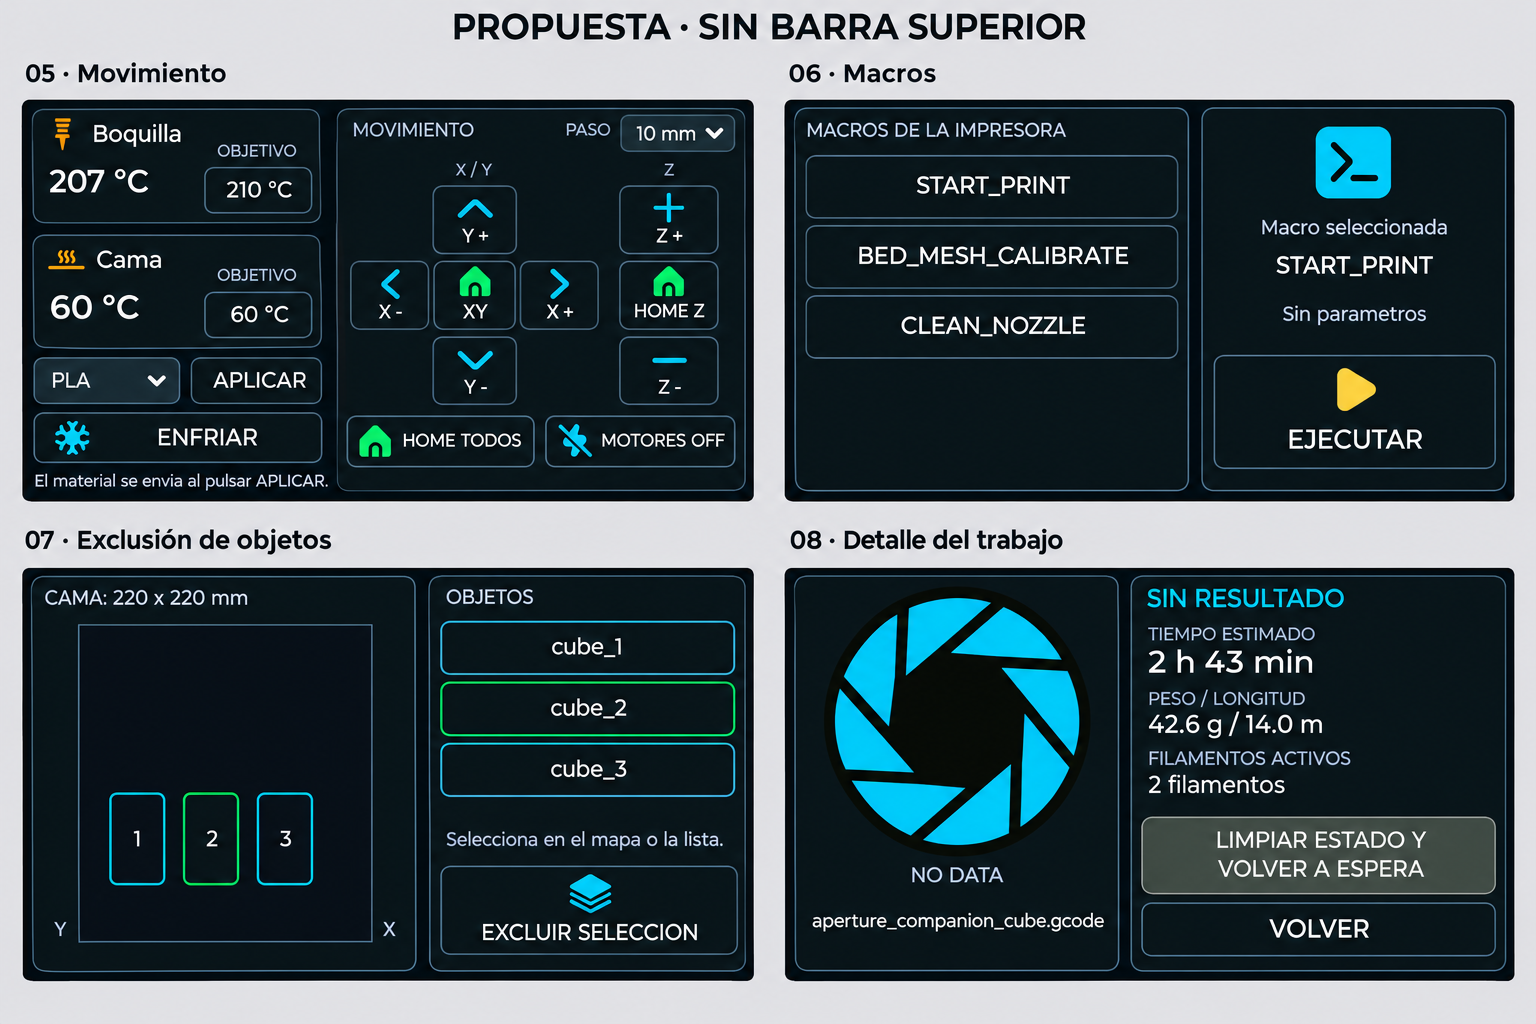 PROPUESTA · SIN BARRA SUPERIOR
05 · Movimiento
Boquilla
OBJETIVO
207 °C
210 °C
Cama
OBJETIVO
60 °C
60 °C
PLA
APLICAR
ENFRIAR
El material se envia al pulsar APLICAR.
MOVIMIENTO
PASO
10 mm
X / Y
Z
Y +
Z +
X -
XY
X +
HOME Z
Y -
Z -
HOME TODOS
MOTORES OFF
06 · Macros
MACROS DE LA IMPRESORA
START_PRINT
BED_MESH_CALIBRATE
CLEAN_NOZZLE
Macro seleccionada
START_PRINT
Sin parametros
EJECUTAR
07 · Exclusión de objetos
CAMA: 220 x 220 mm
1
2
3
Y
X
OBJETOS
cube_1
cube_2
cube_3
Selecciona en el mapa o la lista.
EXCLUIR SELECCION
08 · Detalle del trabajo
NO DATA
aperture_companion_cube.gcode
SIN RESULTADO
TIEMPO ESTIMADO
2 h 43 min
PESO / LONGITUD
42.6 g / 14.0 m
FILAMENTOS ACTIVOS
2 filamentos
LIMPIAR ESTADO Y
VOLVER A ESPERA
VOLVER